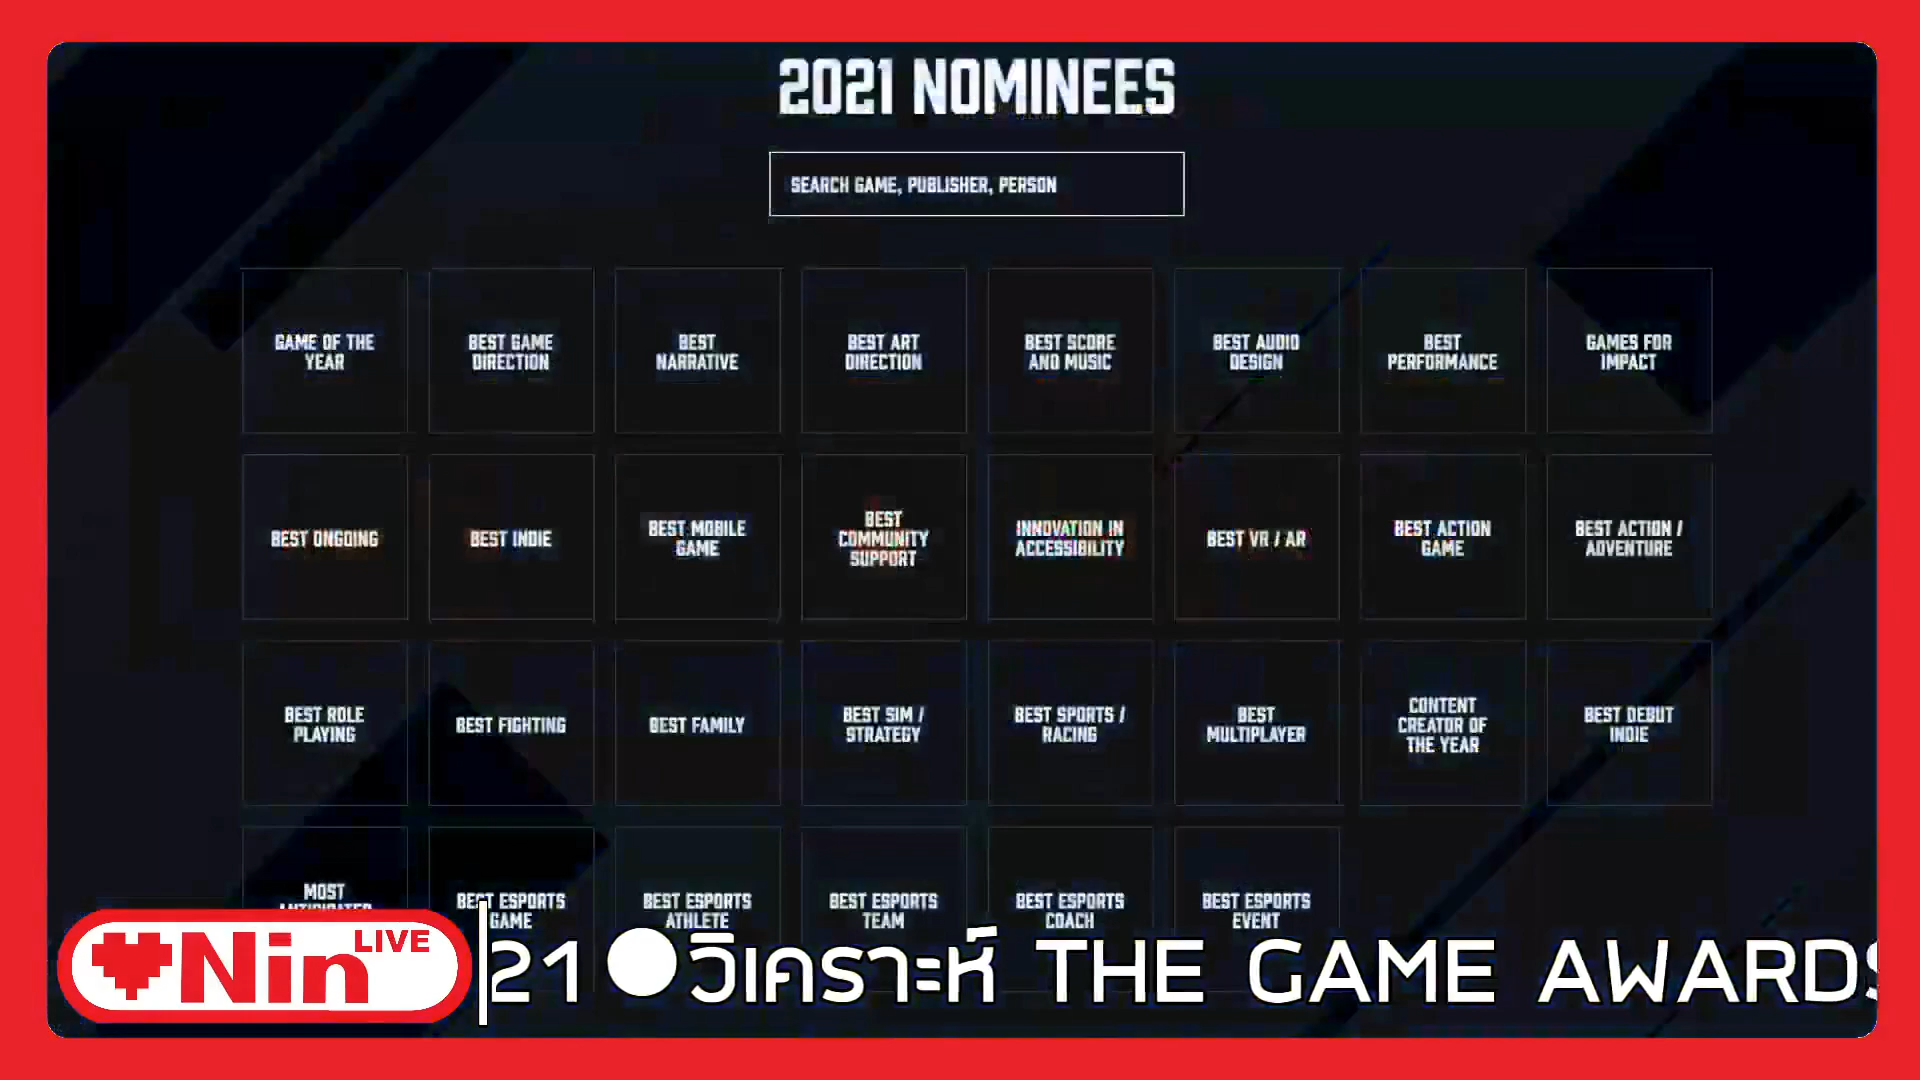 2021 NOMINEES
SEARCH GAME, PUBLISHER, PERSON
GAME OF THE
YEAR
BEST GAME
DIRECTION
BEST
NARRATIVE
BEST ART
DIRECTION
BEST SCORE
AND MUSIC
BEST AUDIO
DESIGN
BEST
PERFORMANCE
GAMES FOR
IMPACT
BEST ONGOING
BEST INDIE
BEST MOBILE
GAME
BEST
COMMUNITY
SUPPORT
INNOVATION IN
ACCESSIBILITY
BEST VR / AR
BEST ACTION
GAME
BEST ACTION /
ADVENTURE
BEST ROLE
PLAYING
BEST FIGHTING
BEST FAMILY
BEST SIM /
STRATEGY
BEST SPORTS /
RACING
BEST
MULTIPLAYER
CONTENT
CREATOR OF
THE YEAR
BEST DEBUT
INDIE
MOST
BEST ESPORTS
GAME
BEST ESPORTS
ATHLETE
BEST ESPORTS
TEAM
BEST ESPORTS
COACH
BEST ESPORTS
EVENT
Nin LIVE
21 ●วิเคราะห์ THE GAME AWARDS